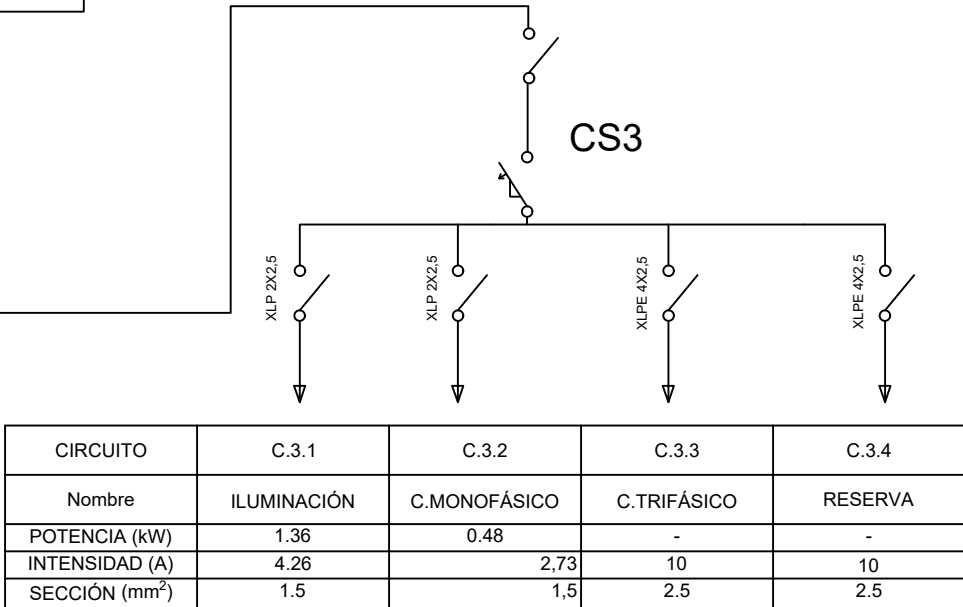 CS3
XLP 2X2,5
XLP 2X2,5
XLPE 4X2,5
XLPE 4X2,5
CIRCUITO C.3.1 C.3.2 C.3.3 C.3.4
Nombre ILUMINACIÓN C.MONOFÁSICO C.TRIFÁSICO RESERVA
POTENCIA (kW) 1.36 0.48 - -
INTENSIDAD (A) 4.26 2,73 10 10
SECCIÓN (mm²) 1.5 1,5 2.5 2.5